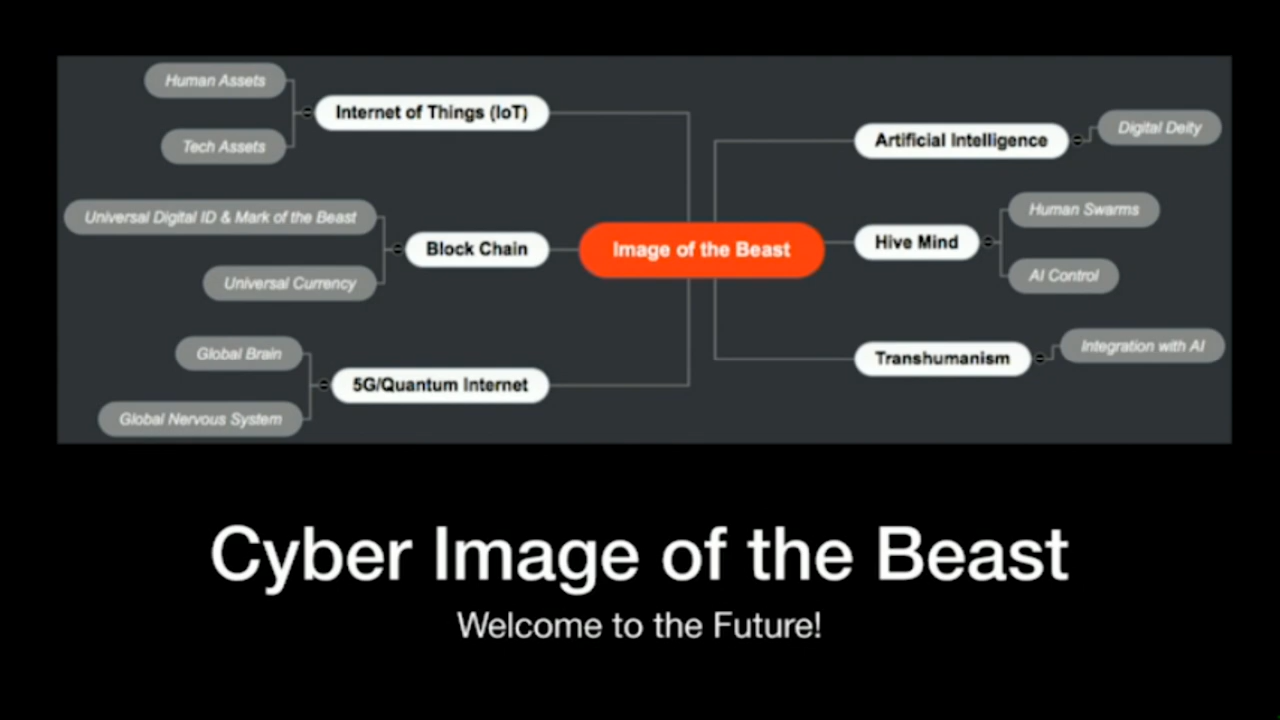 Human Assets
Internet of Things (IoT)
Tech Assets
Universal Digital ID & Mark of the Beast
Block Chain
Universal Currency
Global Brain
5G/Quantum Internet
Global Nervous System
Image of the Beast
Artificial Intelligence
Digital Deity
Human Swarms
Hive Mind
AI Control
Transhumanism
Integration with AI
Cyber Image of the Beast
Welcome to the Future!